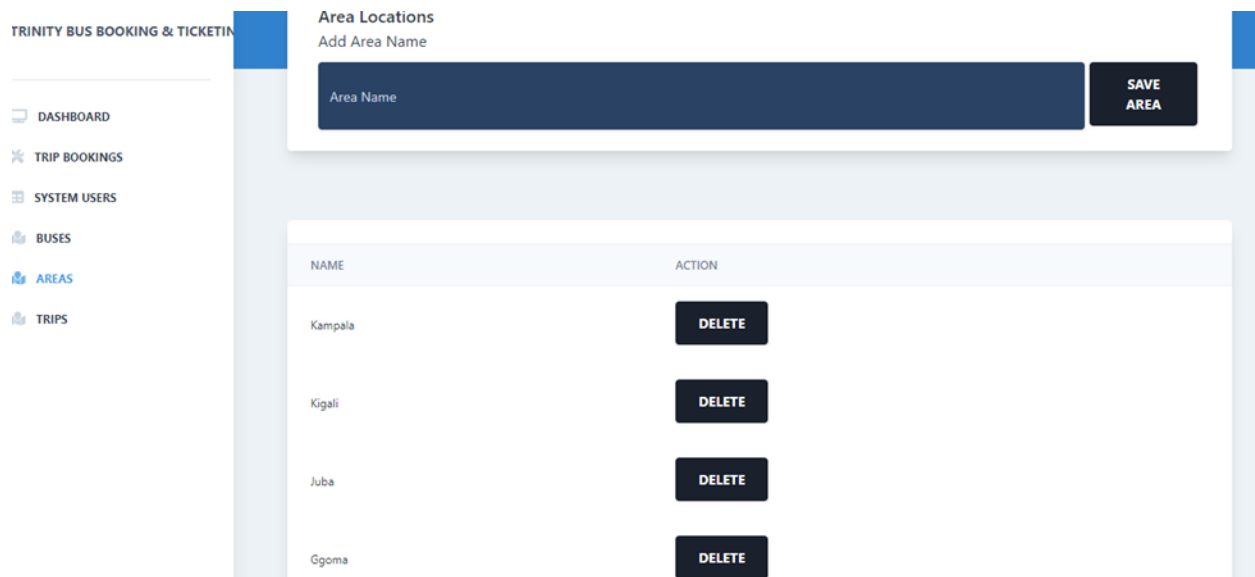 TRINITY BUS BOOKING & TICKETIN
DASHBOARD
TRIP BOOKINGS
SYSTEM USERS
BUSES
AREAS
TRIPS
Area Locations
Add Area Name
Area Name
SAVE
AREA
NAME ACTION
Kampala DELETE
Kigali DELETE
Juba DELETE
Ggoma DELETE